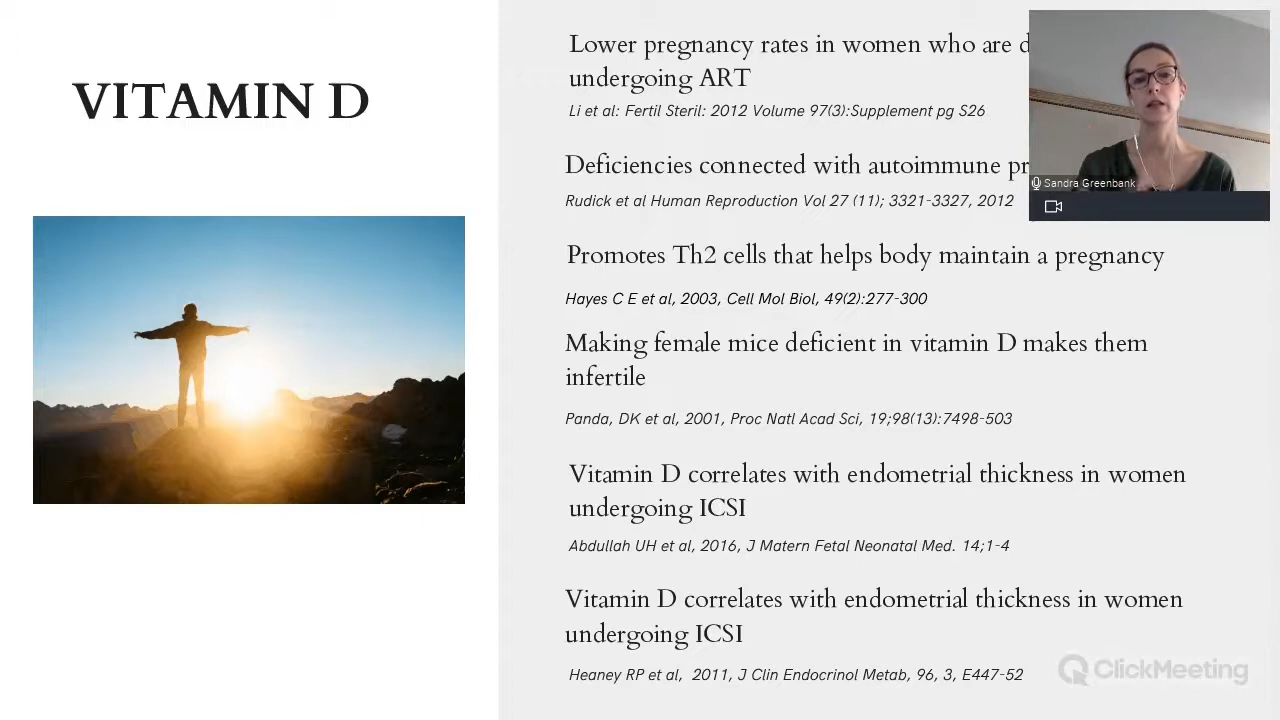 VITAMIN D
Lower pregnancy rates in women who are
undergoing ART
Li et al: Fertil Steril: 2012 Volume 97(3):Supplement pg S26
Deficiencies connected with autoimmune
Rudick et al Human Reproduction Vol 27 (11); 3321-3327, 2012
Promotes Th2 cells that helps body maintain a pregnancy
Hayes C E et al, 2003, Cell Mol Biol, 49(2):277-300
Making female mice deficient in vitamin D makes them
infertile
Panda, DK et al, 2001, Proc Natl Acad Sci, 19;98(13):7498-503
Vitamin D correlates with endometrial thickness in women
undergoing ICSI
Abdullah UH et al, 2016, J Matern Fetal Neonatal Med. 14;1-4
Vitamin D correlates with endometrial thickness in women
undergoing ICSI
Heaney RP et al, 2011, J Clin Endocrinol Metab, 96, 3, E447-52
Sandra Greenbank
ClickMeeting